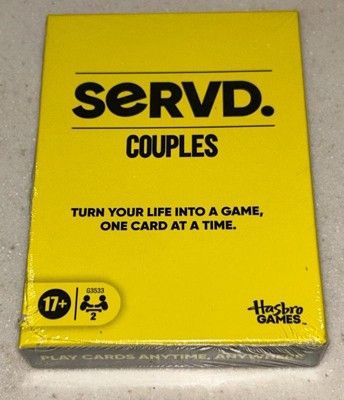 SeRVD.
COUPLES
TURN YOUR LIFE INTO A GAME,
ONE CARD AT A TIME.
17+
G3533
2
Hasbro
GAMES™
PLAY CARDS ANYTIME, ANYWHERE